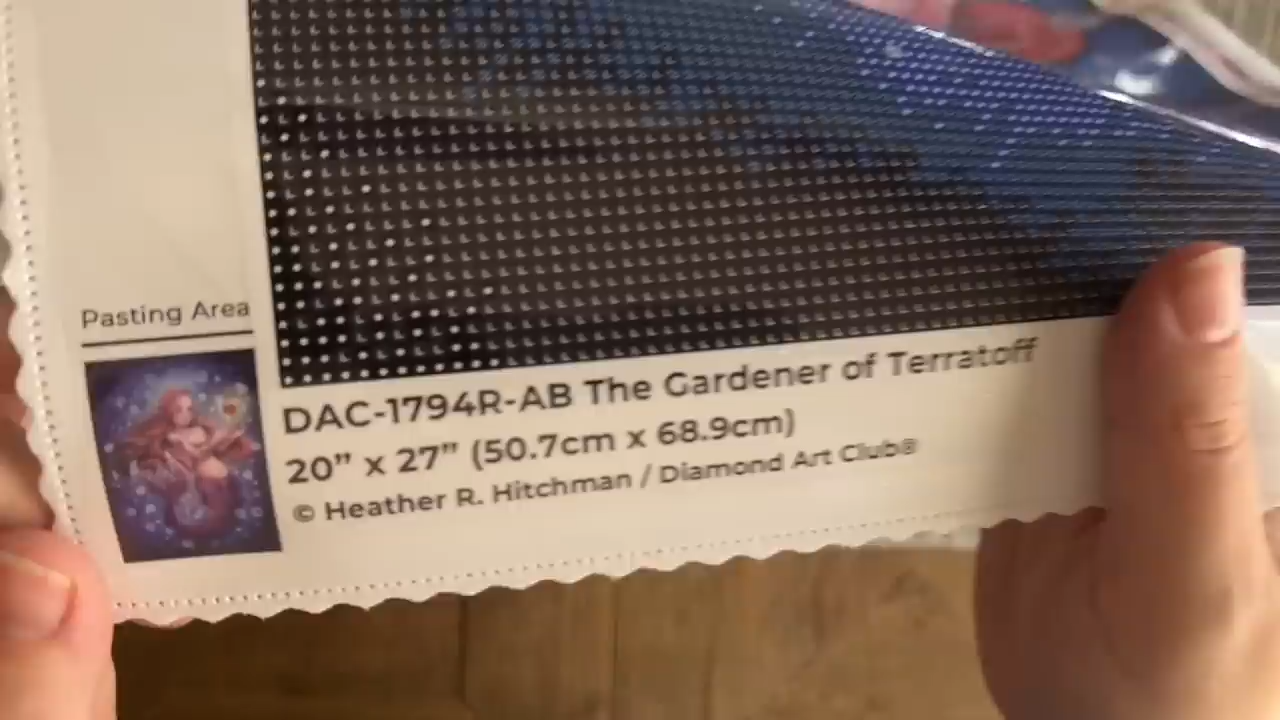 Pasting Area
DAC-1794R-AB The Gardener of Terratoff
20” x 27” (50.7cm x 68.9cm)
© Heather R. Hitchman / Diamond Art Club®